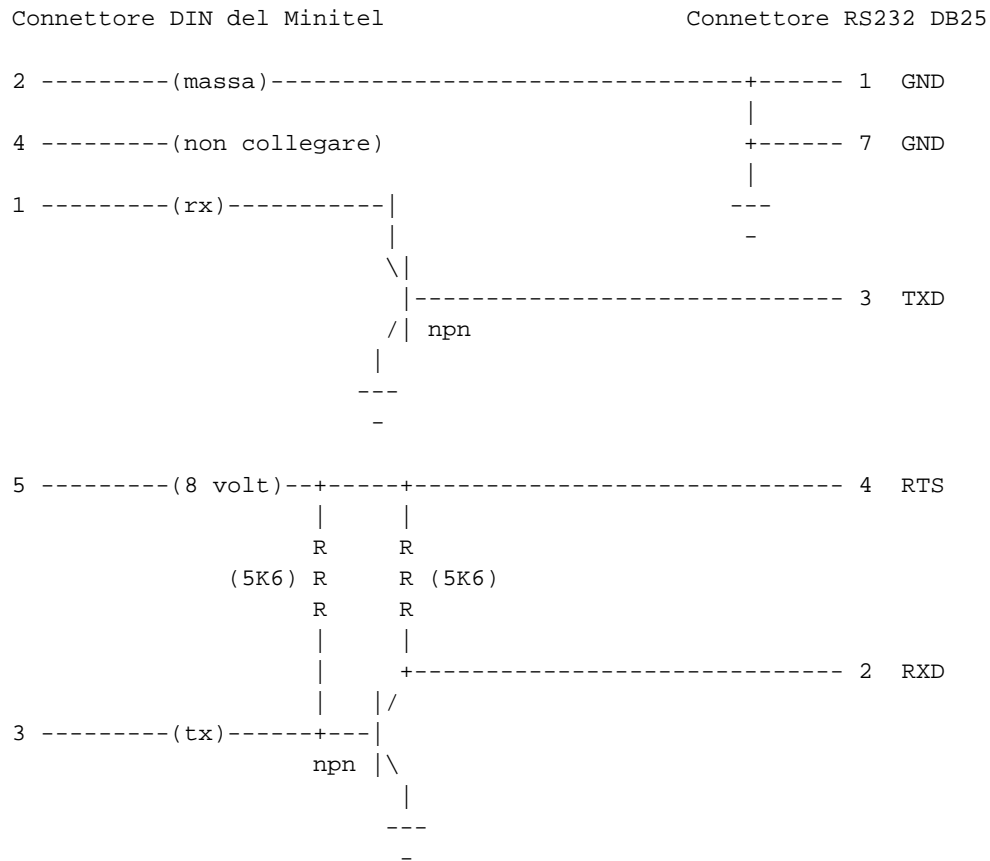 Connettore DIN del Minitel Connettore RS232 DB25
2 ---------(massa)---------------------------------+------ 1 GND
|
4 ---------(non collegare) +------ 7 GND
|
1 ---------(rx)-----------| ---
| -
\|
|------------------------------ 3 TXD
/| npn
|
---
-
5 ---------(8 volt)--+-----+------------------------------ 4 RTS
| |
R R
(5K6) R R (5K6)
R R
| |
| +------------------------------ 2 RXD
| |/
3 ---------(tx)------+---|
npn |\
|
---
-